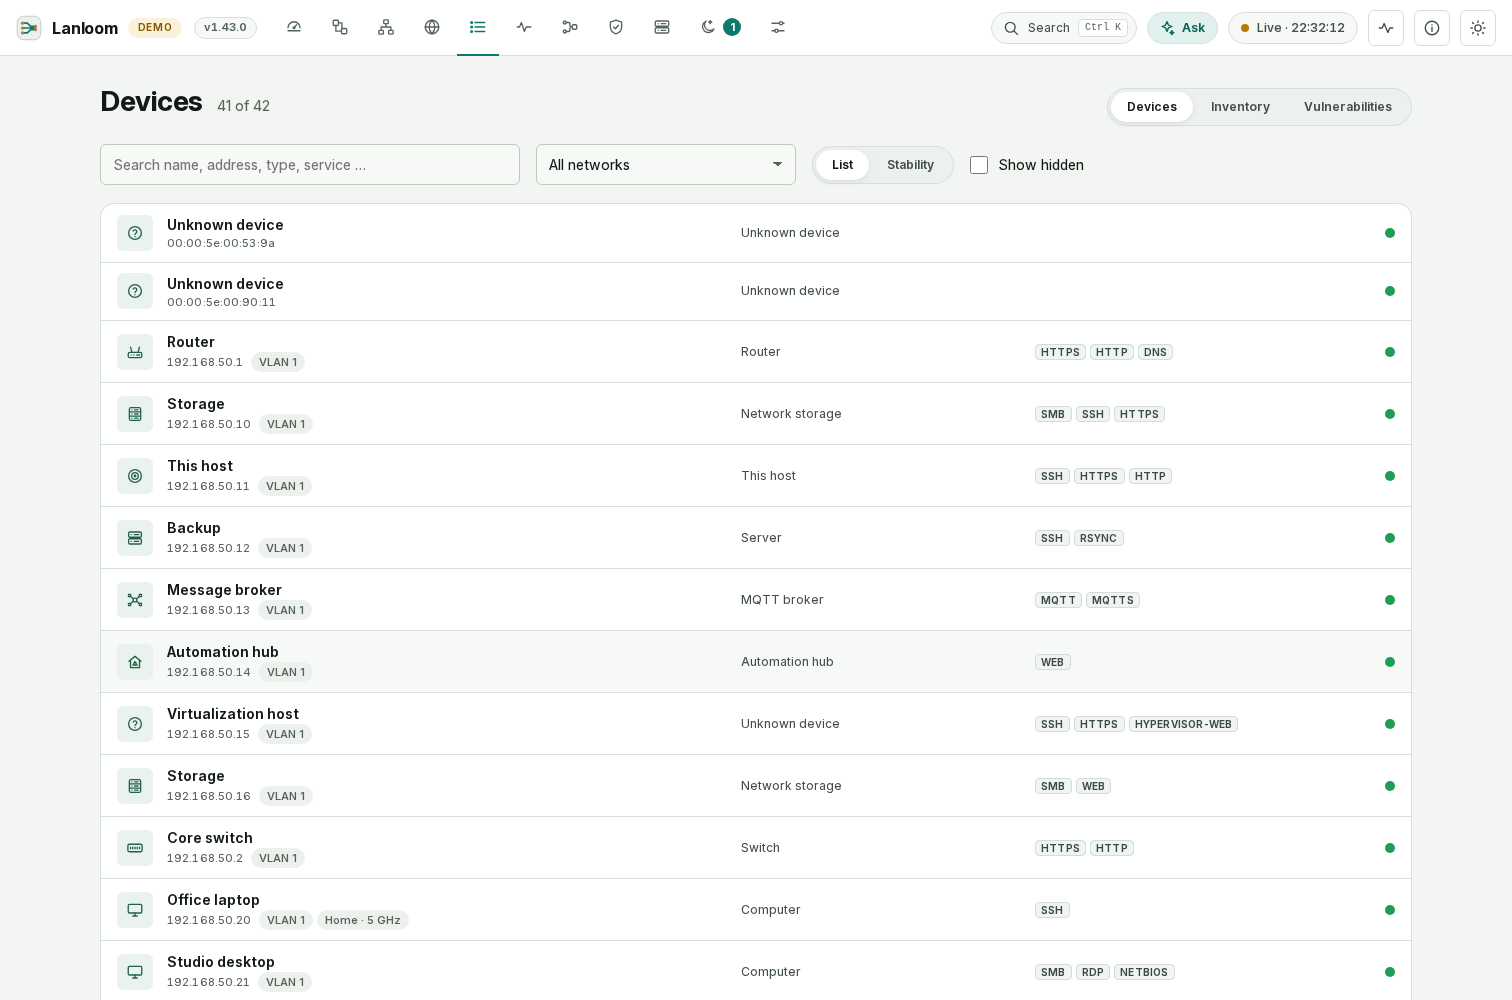 Lanloom DEMO v1.43.0 1 Search Ctrl K Ask Live · 22:32:12
Devices 41 of 42 Devices Inventory Vulnerabilities
Search name, address, type, service ... All networks List Stability Show hidden
Unknown device
00:00:5e:00:53:9a
Unknown device
Unknown device
00:00:5e:00:90:11
Unknown device
Router
192.168.50.1 VLAN 1
Router
HTTPS HTTP DNS
Storage
192.168.50.10 VLAN 1
Network storage
SMB SSH HTTPS
This host
192.168.50.11 VLAN 1
This host
SSH HTTPS HTTP
Backup
192.168.50.12 VLAN 1
Server
SSH RSYNC
Message broker
192.168.50.13 VLAN 1
MQTT broker
MQTT MQTTS
Automation hub
192.168.50.14 VLAN 1
Automation hub
WEB
Virtualization host
192.168.50.15 VLAN 1
Unknown device
SSH HTTPS HYPERVISOR-WEB
Storage
192.168.50.16 VLAN 1
Network storage
SMB WEB
Core switch
192.168.50.2 VLAN 1
Switch
HTTPS HTTP
Office laptop
192.168.50.20 VLAN 1 Home · 5 GHz
Computer
SSH
Studio desktop
192.168.50.21 VLAN 1
Computer
SMB RDP NETBIOS